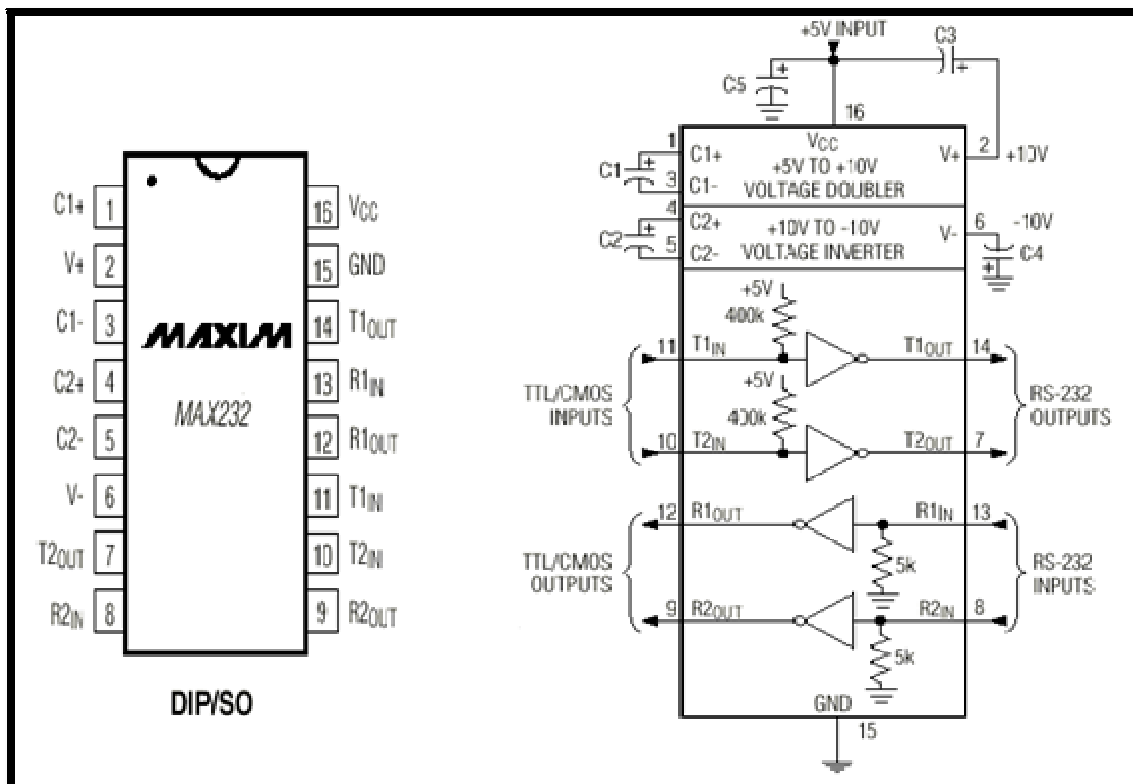 C1+ 1
V+ 2
C1- 3
C2+ 4
C2- 5
V- 6
T2OUT 7
R2IN 8
16 VCC
15 GND
14 T1OUT
13 R1IN
12 R1OUT
11 T1IN
10 T2IN
9 R2OUT
MAXIM
MAX232
DIP/SO
+5V INPUT
C3
+
C5
+
16
VCC
+5V TO +10V
VOLTAGE DOUBLER
1
C1+
C1
+
3
C1-
V+
2
+10V
4
C2+
C2
+
5
C2-
+10V TO -10V
VOLTAGE INVERTER
V-
6
-10V
C4
+
+5V
400k
11
T1IN
T1OUT
14
TTL/CMOS
INPUTS
+5V
400k
RS-232
OUTPUTS
10
T2IN
T2OUT
7
12
R1OUT
R1IN
13
TTL/CMOS
OUTPUTS
5k
RS-232
INPUTS
9
R2OUT
R2IN
8
5k
GND
15